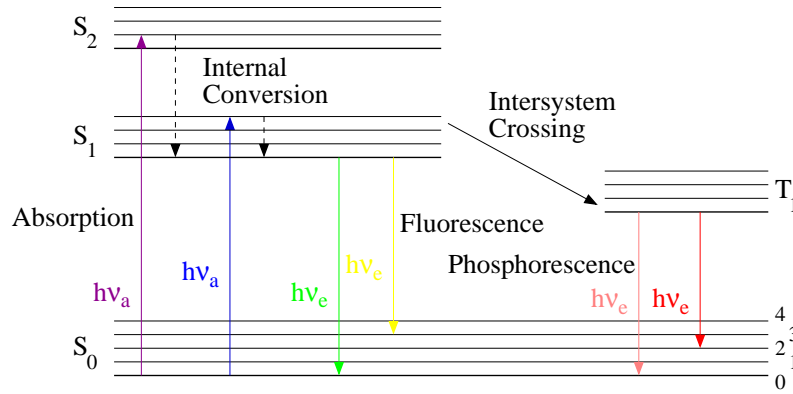 S2
Internal
Conversion
Intersystem
Crossing
S1
T1
Absorption
Fluorescence
Phosphorescence
hνa
hνa
hνe
hνe
hνe
hνe
S0
4
3
2
1
0